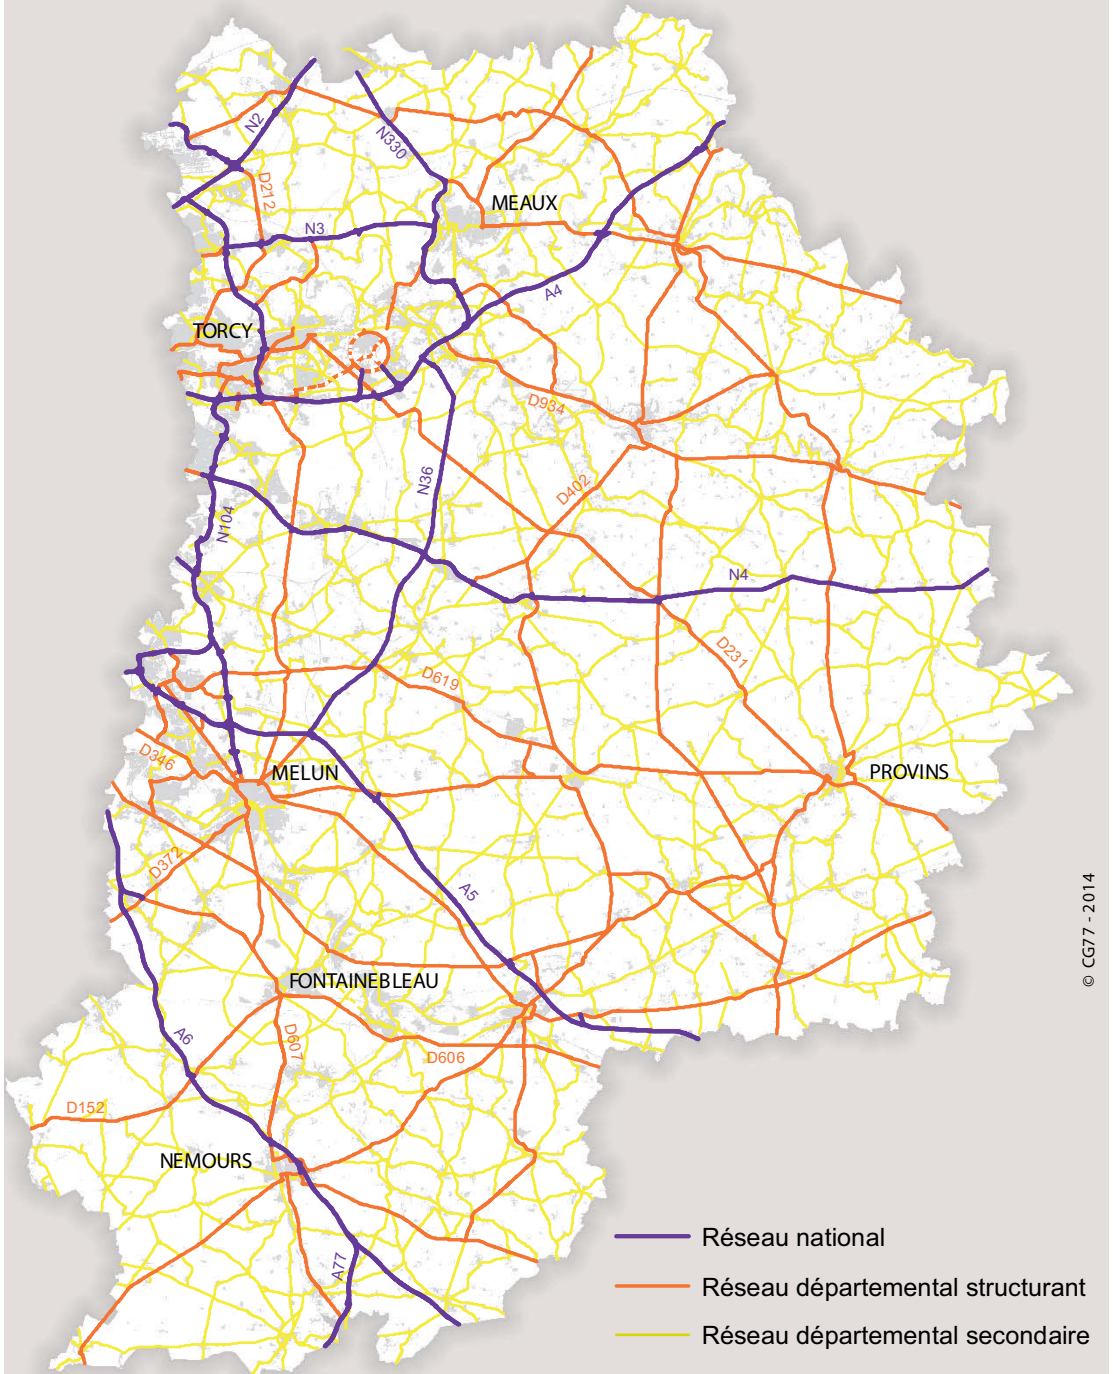 N2
N330
D212
MEAUX
N3
A4
TORCY
D934
N36
D402
N104
N4
D231
D619
D346
MELUN
PROVINS
D372
A5
© CG77 - 2014
FONTAINEBLEAU
A6
D607
D606
D152
NEMOURS
A77
Réseau national
Réseau départemental structurant
Réseau départemental secondaire